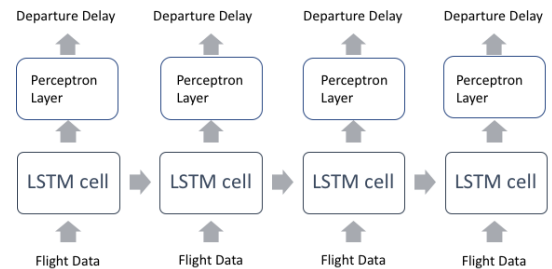 Departure Delay Departure Delay Departure Delay Departure Delay
Perceptron Perceptron Perceptron Perceptron
Layer Layer Layer Layer
LSTM cell LSTM cell LSTM cell LSTM cell
Flight Data Flight Data Flight Data Flight Data